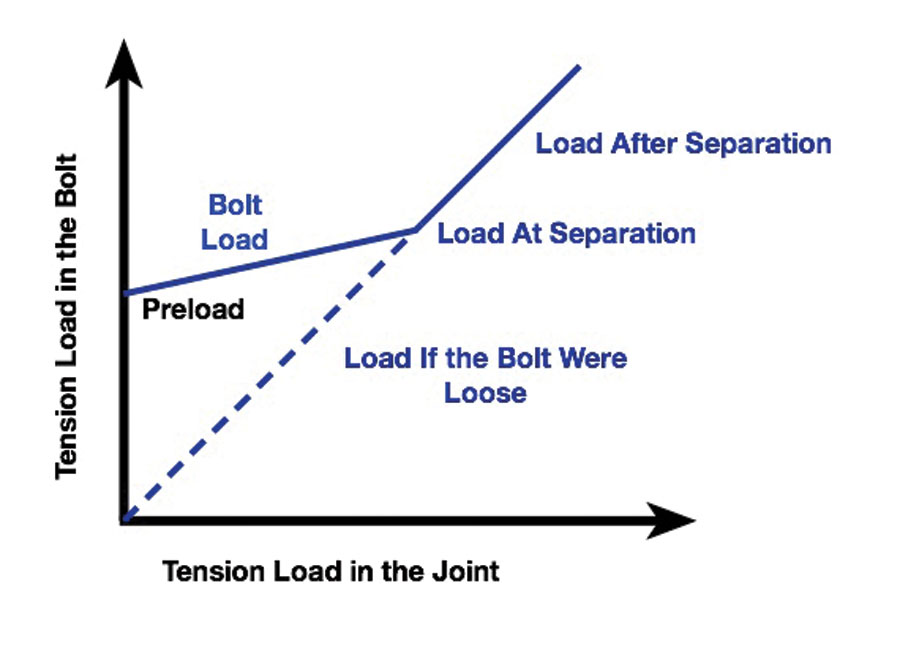 Tension Load in the Bolt
Bolt
Load
Preload
Load After Separation
Load At Separation
Load If the Bolt Were
Loose
Tension Load in the Joint